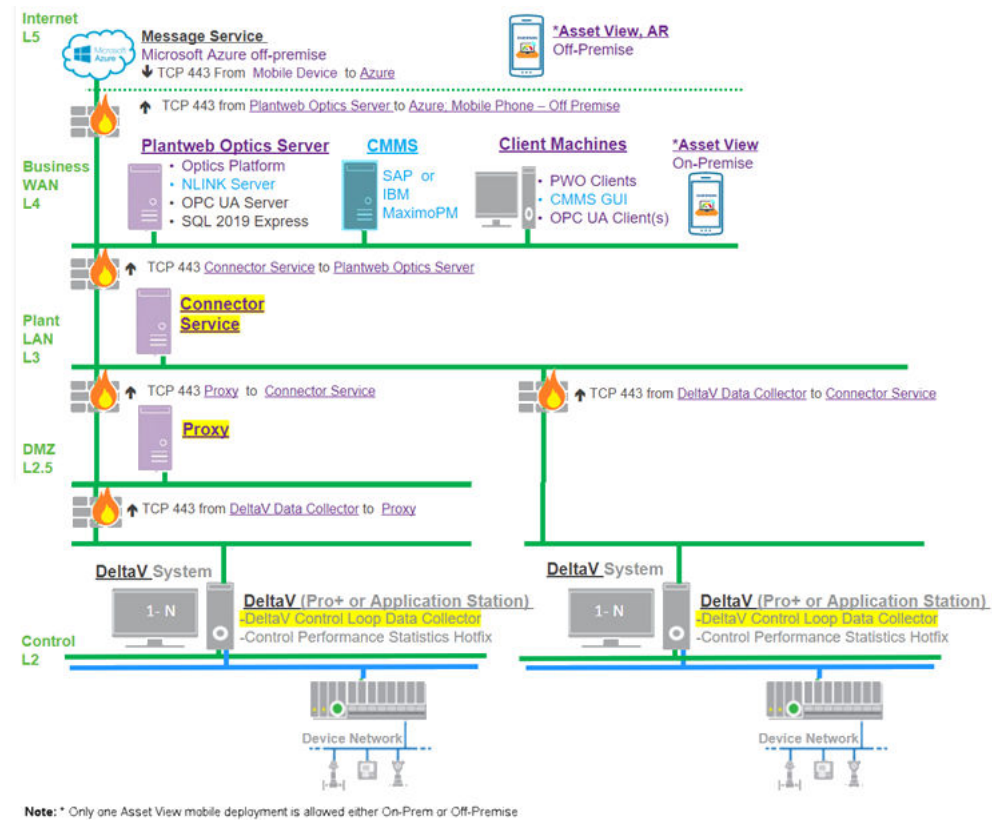 Internet
L5
Microsoft
Azure
Message Service
Microsoft Azure off-premise
TCP 443 From Mobile Device to Azure
*Asset View, AR
Off-Premise
TCP 443 from Plantweb Optics Server to Azure; Mobile Phone – Off Premise
Business
WAN
L4
Plantweb Optics Server
• Optics Platform
• NLINK Server
• OPC UA Server
• SQL 2019 Express
CMMS
SAP or
IBM
MaximoPM
Client Machines
• PWO Clients
• CMMS GUI
• OPC UA Client(s)
*Asset View
On-Premise
TCP 443 Connector Service to Plantweb Optics Server
Connector
Service
Plant
LAN
L3
TCP 443 Proxy to Connector Service
TCP 443 from DeltaV Data Collector to Connector Service
Proxy
DMZ
L2.5
TCP 443 from DeltaV Data Collector to Proxy
DeltaV System
1- N
DeltaV (Pro+ or Application Station)
-DeltaV Control Loop Data Collector
-Control Performance Statistics Hotfix
DeltaV System
1- N
DeltaV (Pro+ or Application Station)
-DeltaV Control Loop Data Collector
-Control Performance Statistics Hotfix
Control
L2
Device Network
Device Network
Note: * Only one Asset View mobile deployment is allowed either On-Prem or Off-Premise